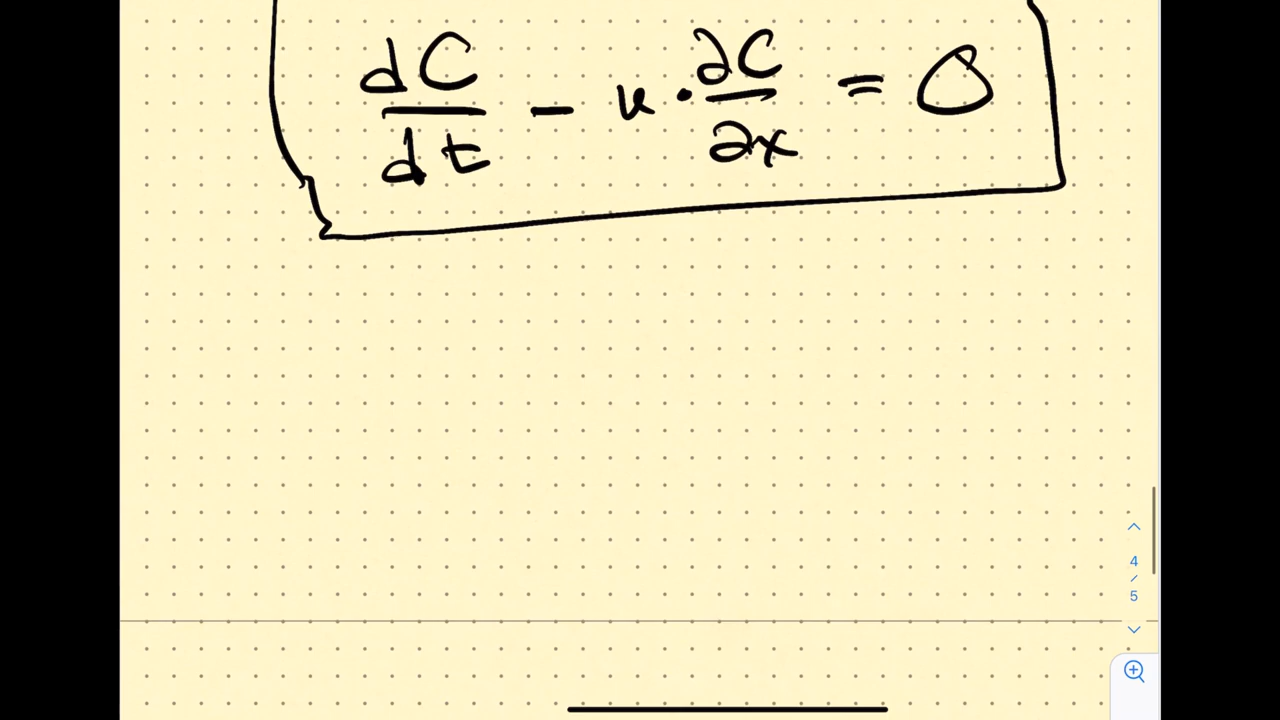 dC/dt - u · ∂C/∂x = 0
4
/
5